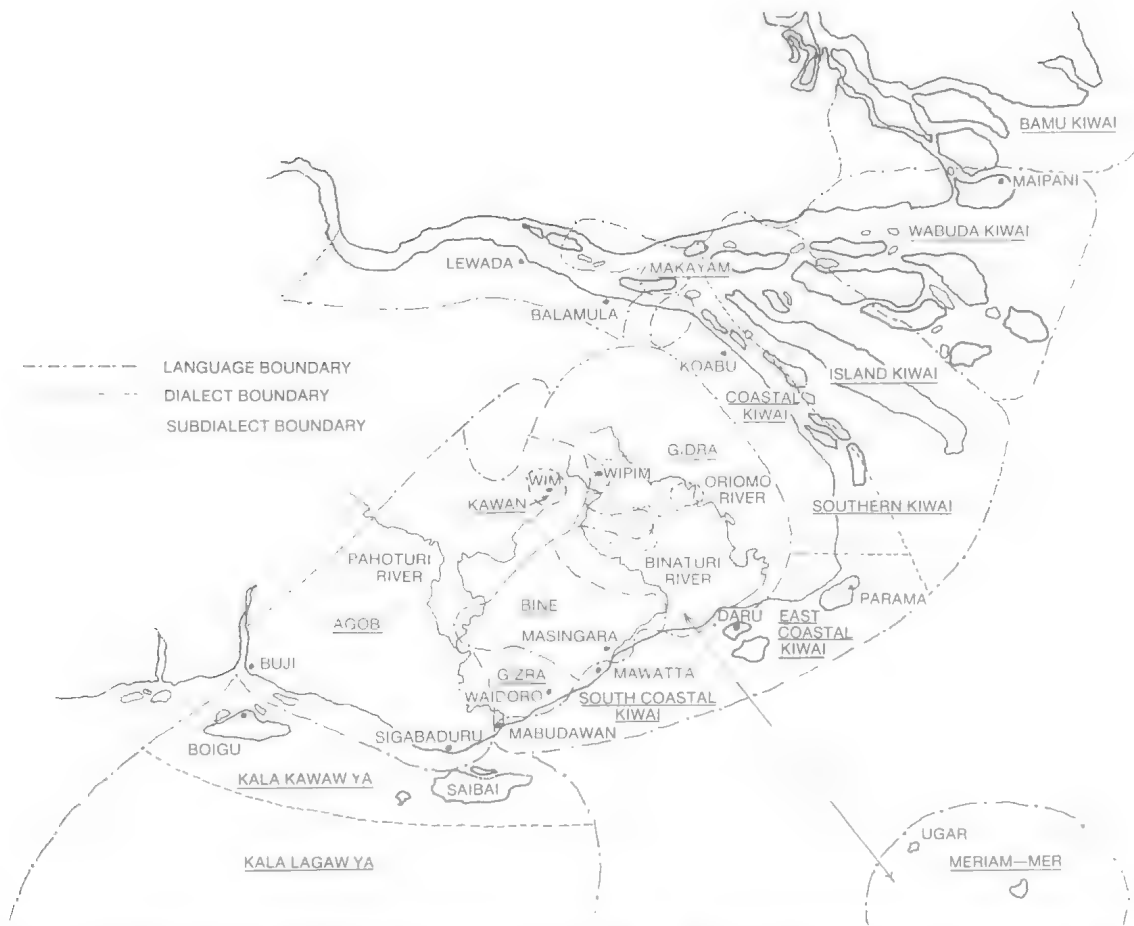 BAMU KIWAI
MAIPANI
WABUDA KIWAI
LEWADA
MAKAYAM
BALAMULA
LANGUAGE BOUNDARY
DIALECT BOUNDARY
SUBDIALECT BOUNDARY
KOABU
ISLAND KIWAI
COASTAL
KIWAI
GIDRA
WIM
WIPIM
KAWAN
ORIOMO
RIVER
SOUTHERN KIWAI
PAHOTURI
RIVER
BINATURI
RIVER
AGOB
BINE
PARAMA
DARU
EAST
COASTAL
KIWAI
MASINGARA
BUJI
GIZRA
MAWATTA
WAIDORO
SOUTH COASTAL
KIWAI
BOIGU
SIGABADURU
MABUDAWAN
KALA KAWAW YA
SAIBAI
KALA LAGAW YA
UGAR
MERIAM—MER